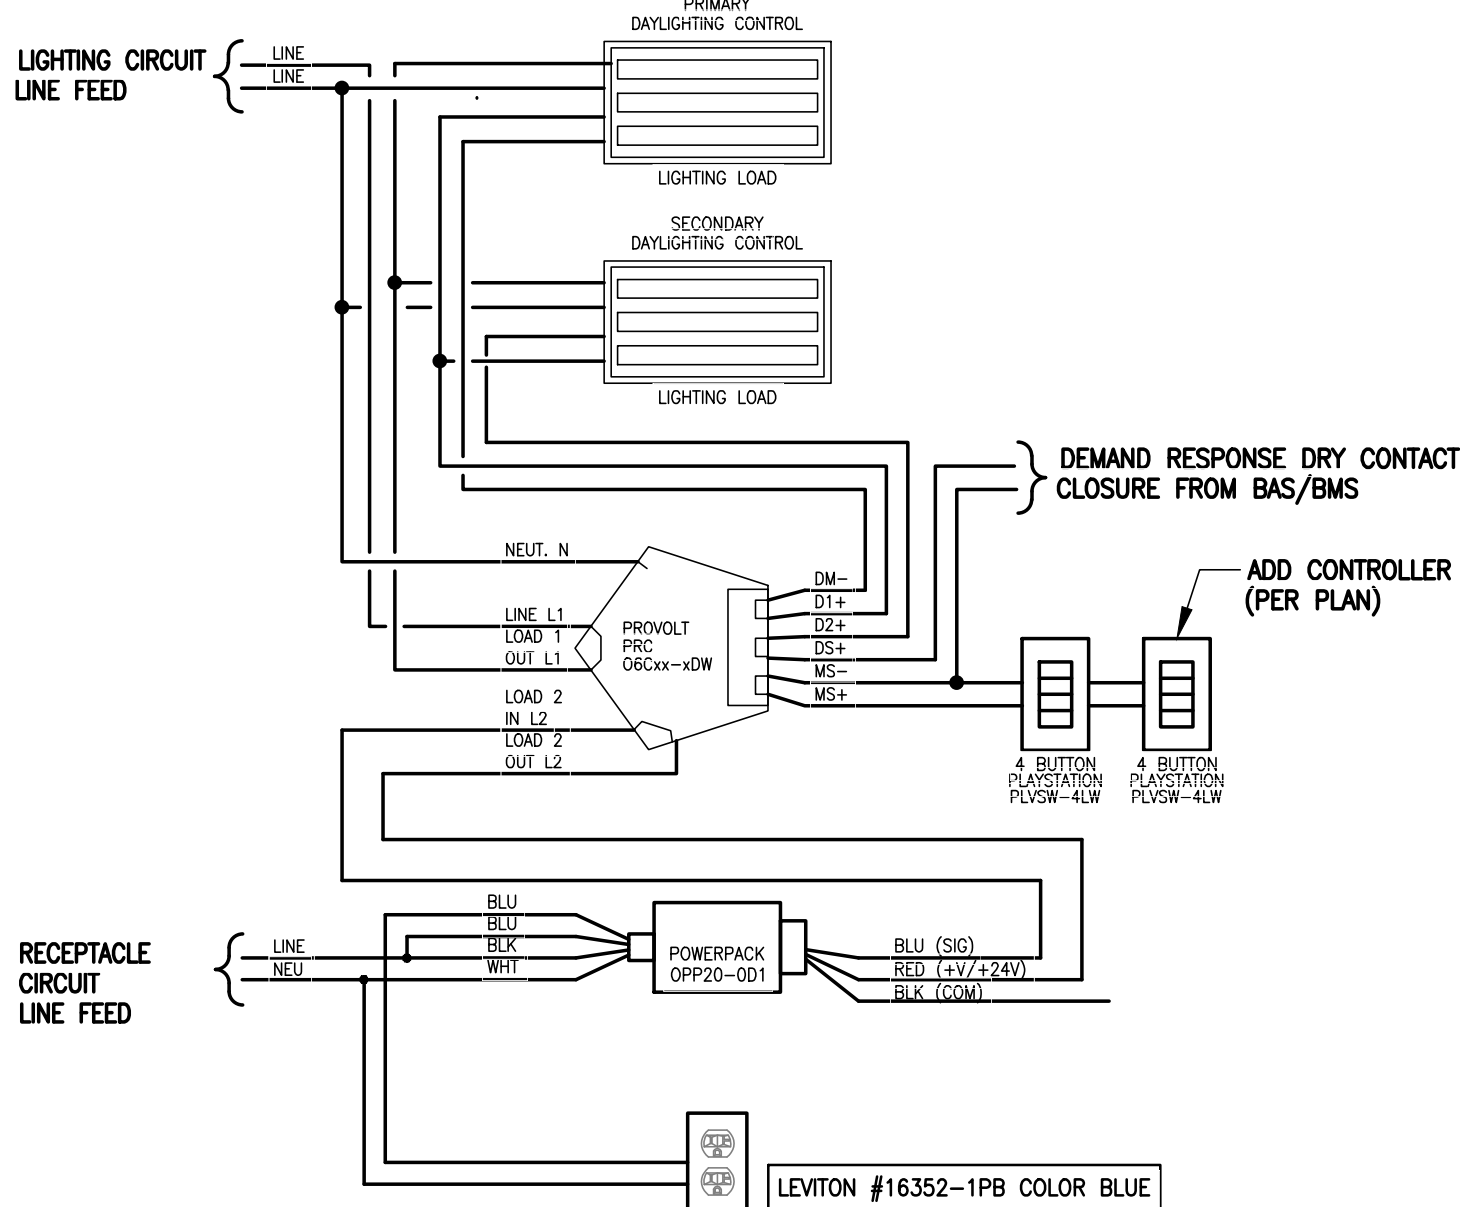 PRIMARY
DAYLIGHTING CONTROL
LIGHTING CIRCUIT
LINE FEED
LINE
LINE
LIGHTING LOAD
SECONDARY
DAYLIGHTING CONTROL
LIGHTING LOAD
DEMAND RESPONSE DRY CONTACT
CLOSURE FROM BAS/BMS
NEUT. N
LINE L1
LOAD 1
OUT L1
LOAD 2
IN L2
LOAD 2
OUT L2
PROVOLT
PRC
06Cxx-xDW
DM-
D1+
D2+
DS+
MS-
MS+
ADD CONTROLLER
(PER PLAN)
4 BUTTON
PLAYSTATION
PLVSW-4LW
4 BUTTON
PLAYSTATION
PLVSW-4LW
RECEPTACLE
CIRCUIT
LINE FEED
LINE
NEU
BLU
BLU
BLK
WHT
POWERPACK
OPP20-0D1
BLU (SIG)
RED (+V/+24V)
BLK (COM)
LEVITON #16352-1PB COLOR BLUE